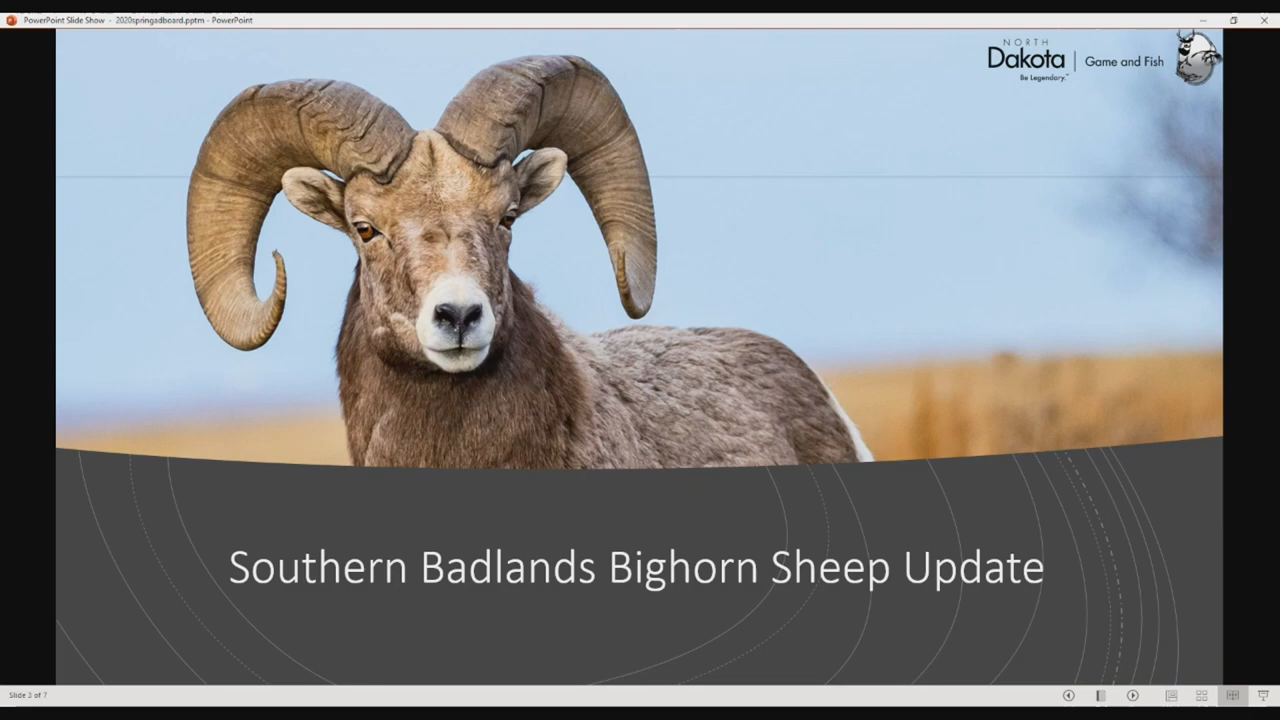 PowerPoint Slide Show - 2020springadboard.pptm - PowerPoint
NORTH
Dakota
Be Legendary.™
Game and Fish
Southern Badlands Bighorn Sheep Update
Slide 3 of 7